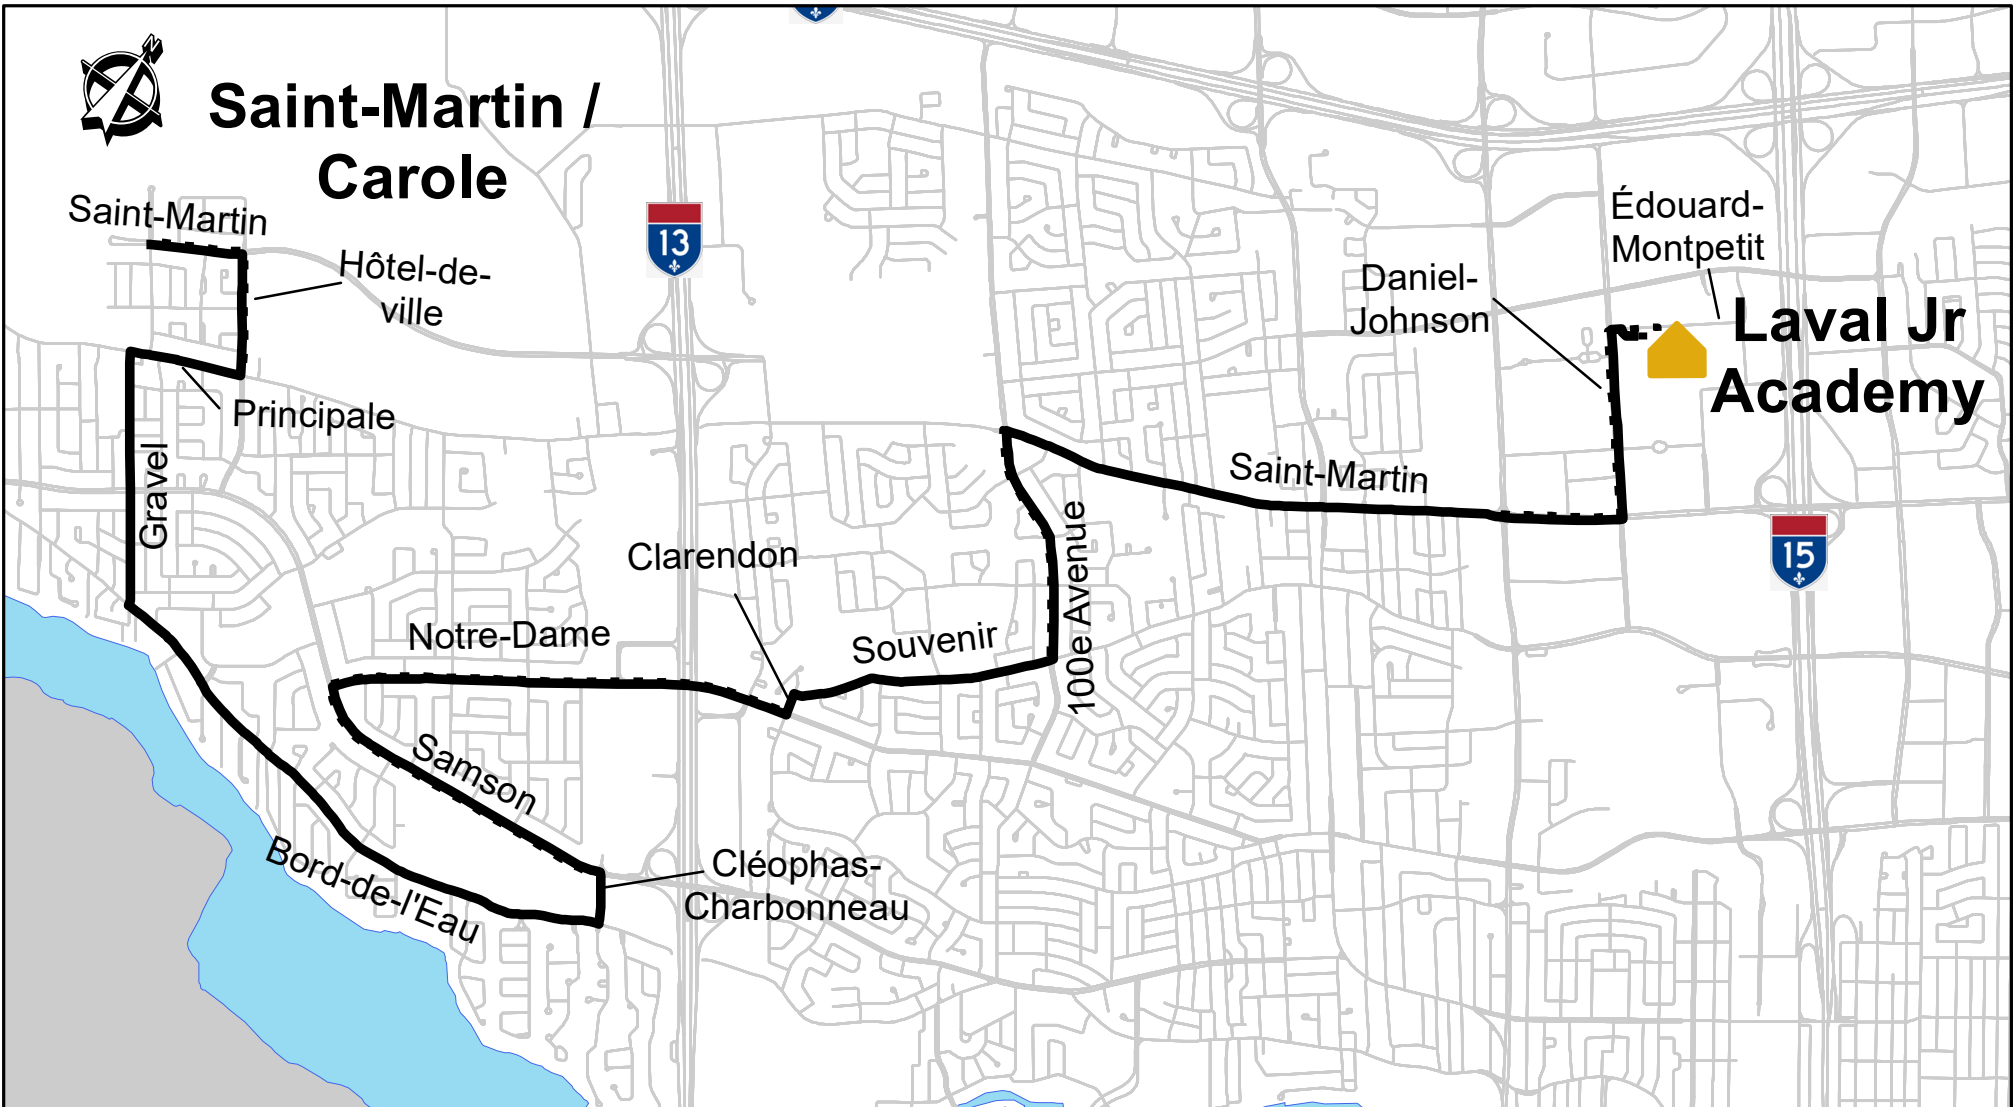 N
Saint-Martin /
Carole
Saint-Martin
Hôtel-de-
ville
13
Édouard-
Montpetit
Daniel-
Johnson
Laval Jr
Academy
Principale
Gravel
Saint-Martin
100e Avenue
15
Clarendon
Notre-Dame
Souvenir
Samson
Bord-de-l'Eau
Cléophas-
Charbonneau